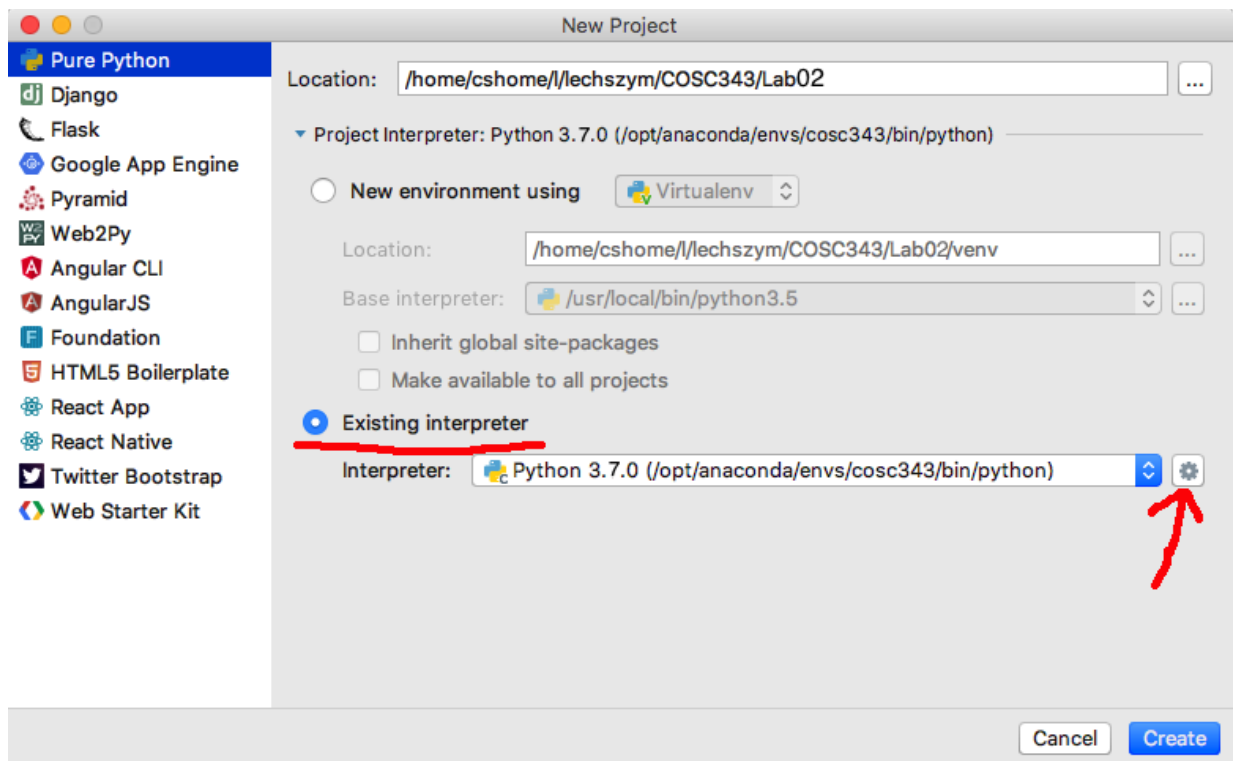 New Project
Pure Python
Django
Flask
Google App Engine
Pyramid
Web2Py
Angular CLI
AngularJS
Foundation
HTML5 Boilerplate
React App
React Native
Twitter Bootstrap
Web Starter Kit
Location: /home/cshome/l/lechszym/COSC343/Lab02 ...
Project Interpreter: Python 3.7.0 (/opt/anaconda/envs/cosc343/bin/python)
New environment using Virtualenv
Location: /home/cshome/l/lechszym/COSC343/Lab02/venv ...
Base interpreter: /usr/local/bin/python3.5 ...
Inherit global site-packages
Make available to all projects
Existing interpreter
Interpreter: Python 3.7.0 (/opt/anaconda/envs/cosc343/bin/python)
Cancel Create